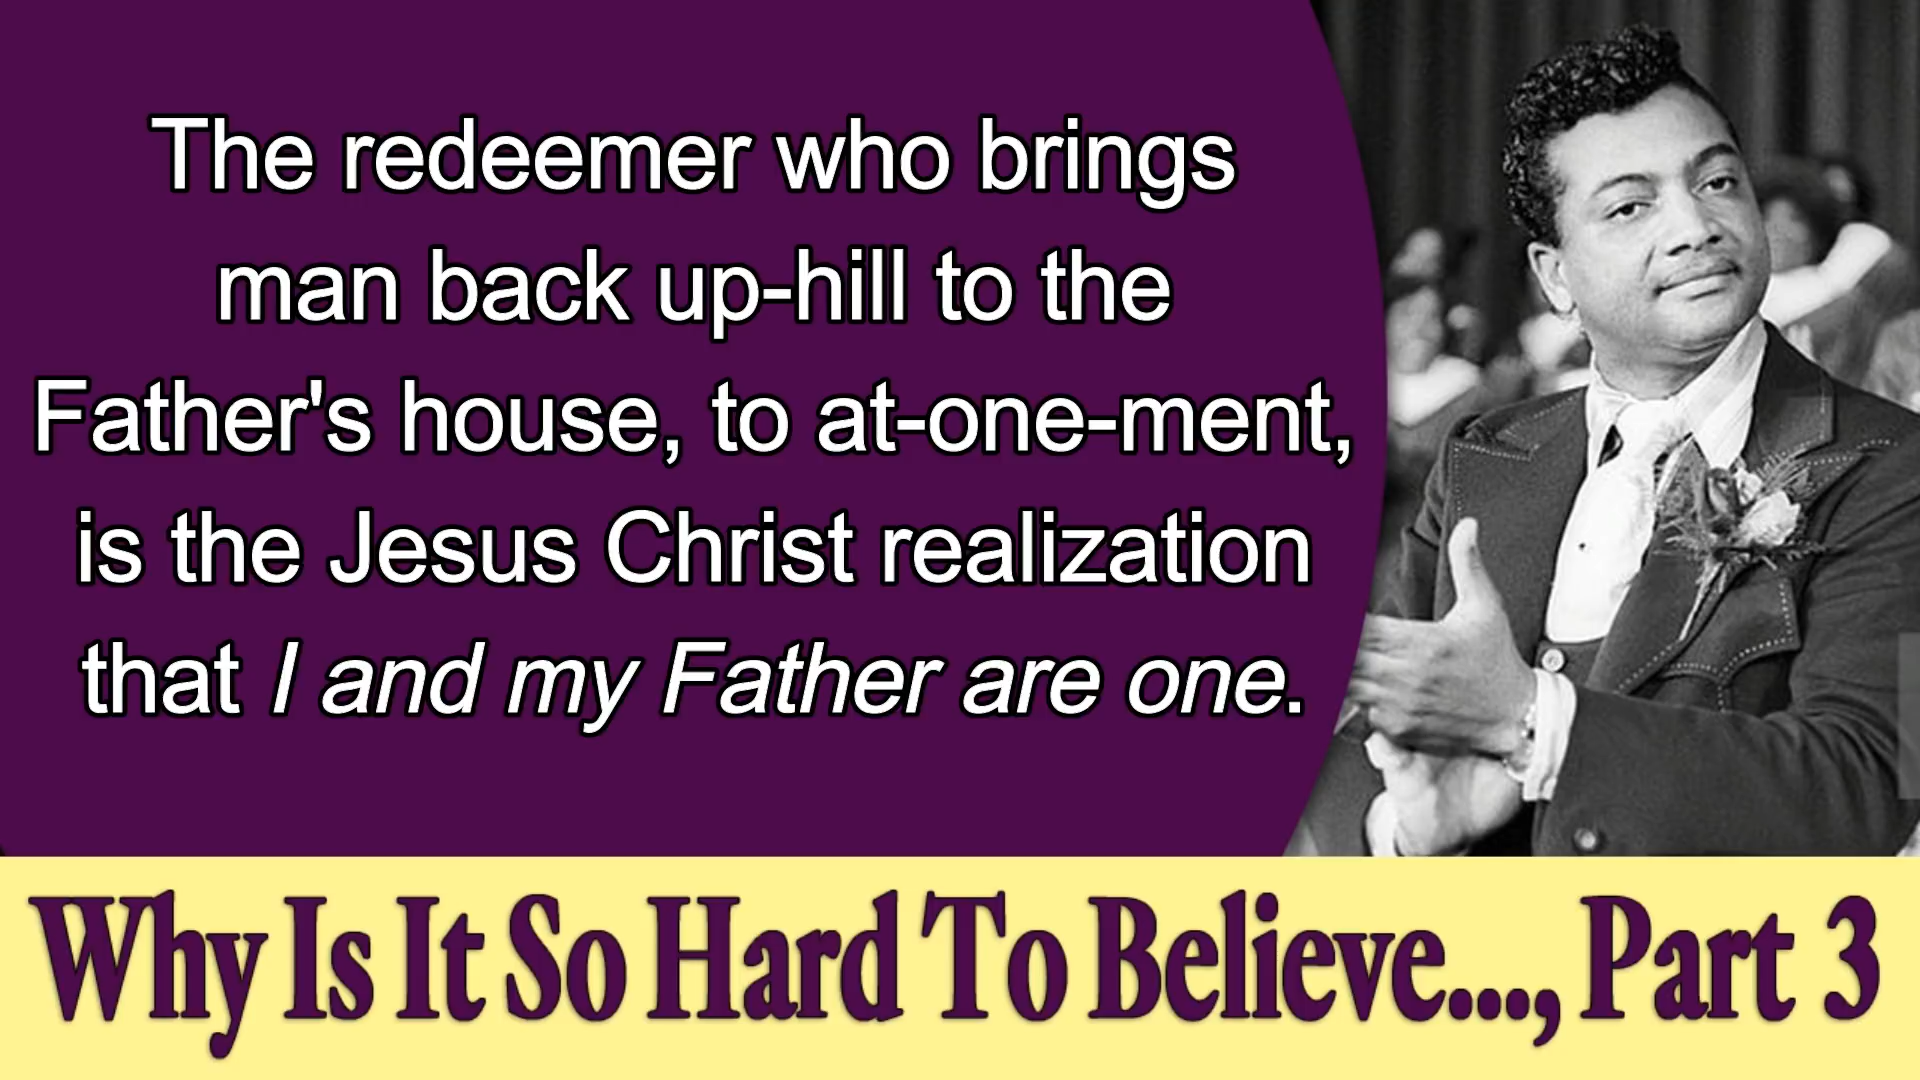 The redeemer who brings
man back up-hill to the
Father's house, to at-one-ment,
is the Jesus Christ realization
that I and my Father are one.
Why Is It So Hard To Believe...., Part 3